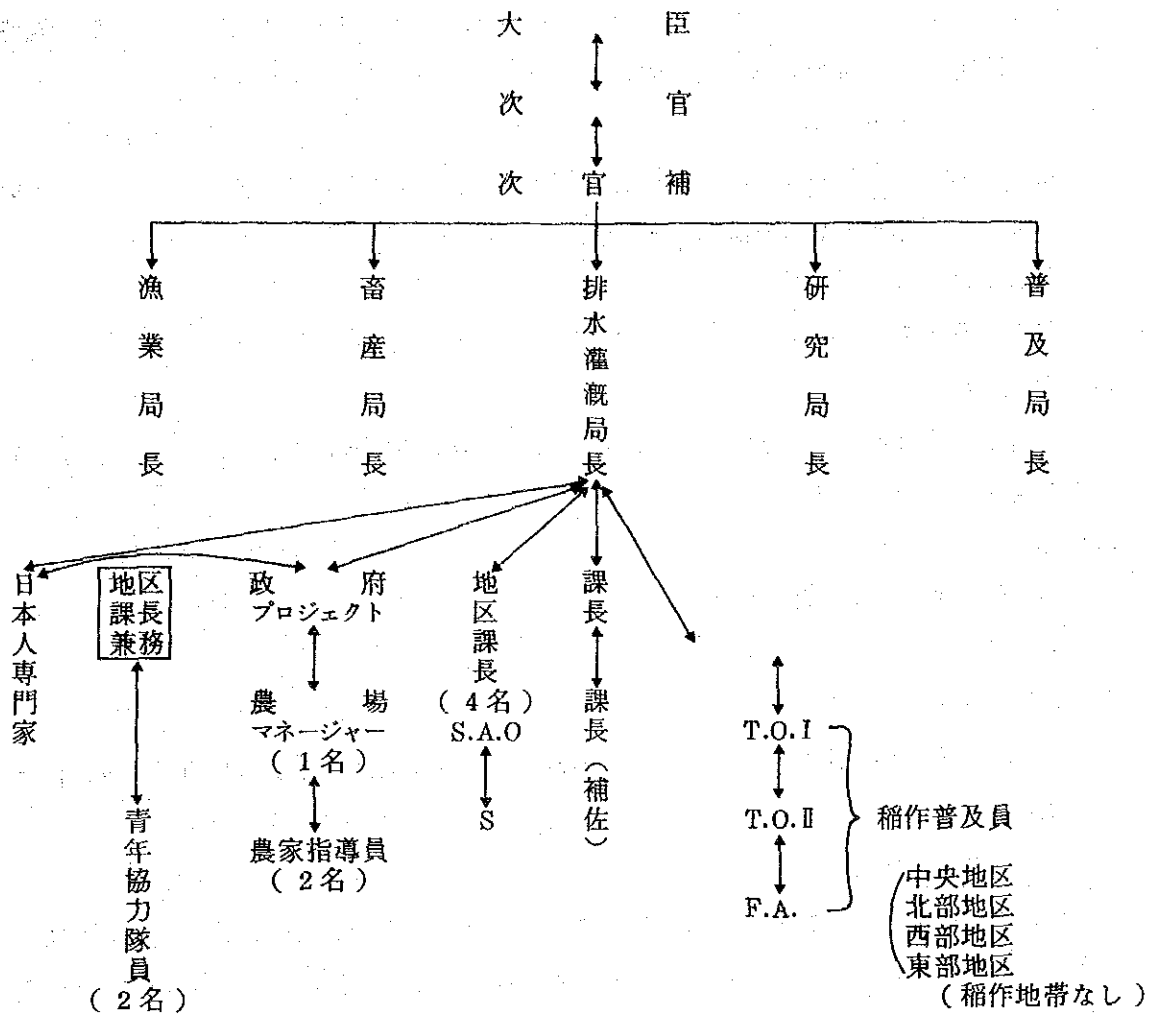 大臣
次官補
次官補
漁業局長
畜産局長
排水灌漑局長
研究局長
普及局長
日本人専門家
地区
課長
兼務
青年協力隊員
(2名)
政府
プロジェクト
農場
マネージャー
(1名)
農家指導員
(2名)
地区課長
(4名)
S.A.O
S
課長
課長(補佐)
T.O.I
T.O.II
F.A.
稲作普及員
中央地区
北部地区
西部地区
東部地区
(稲作地帯なし)